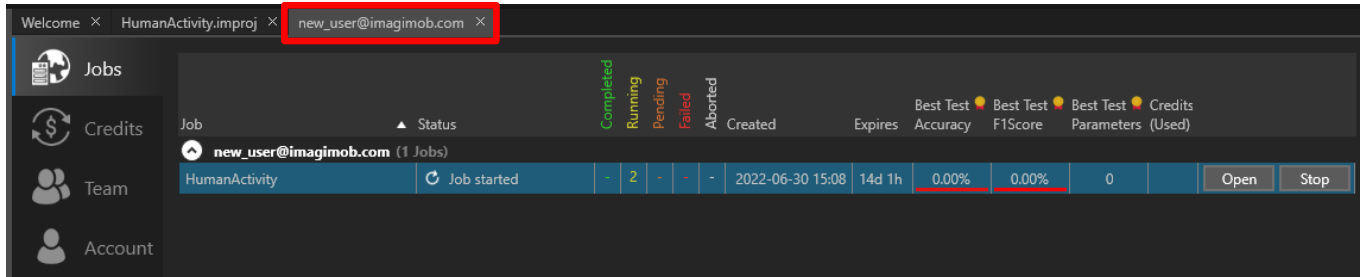 Welcome × HumanActivity.improj × new_user@imagimob.com ×
Jobs
Credits
Team
Account
Job Status Completed Running Pending Failed Aborted Created Expires Best Test Accuracy Best Test F1Score Best Test Parameters Credits (Used)
new_user@imagimob.com (1 Jobs)
HumanActivity Job started - 2 - - - 2022-06-30 15:08 14d 1h 0.00% 0.00% 0 Open Stop